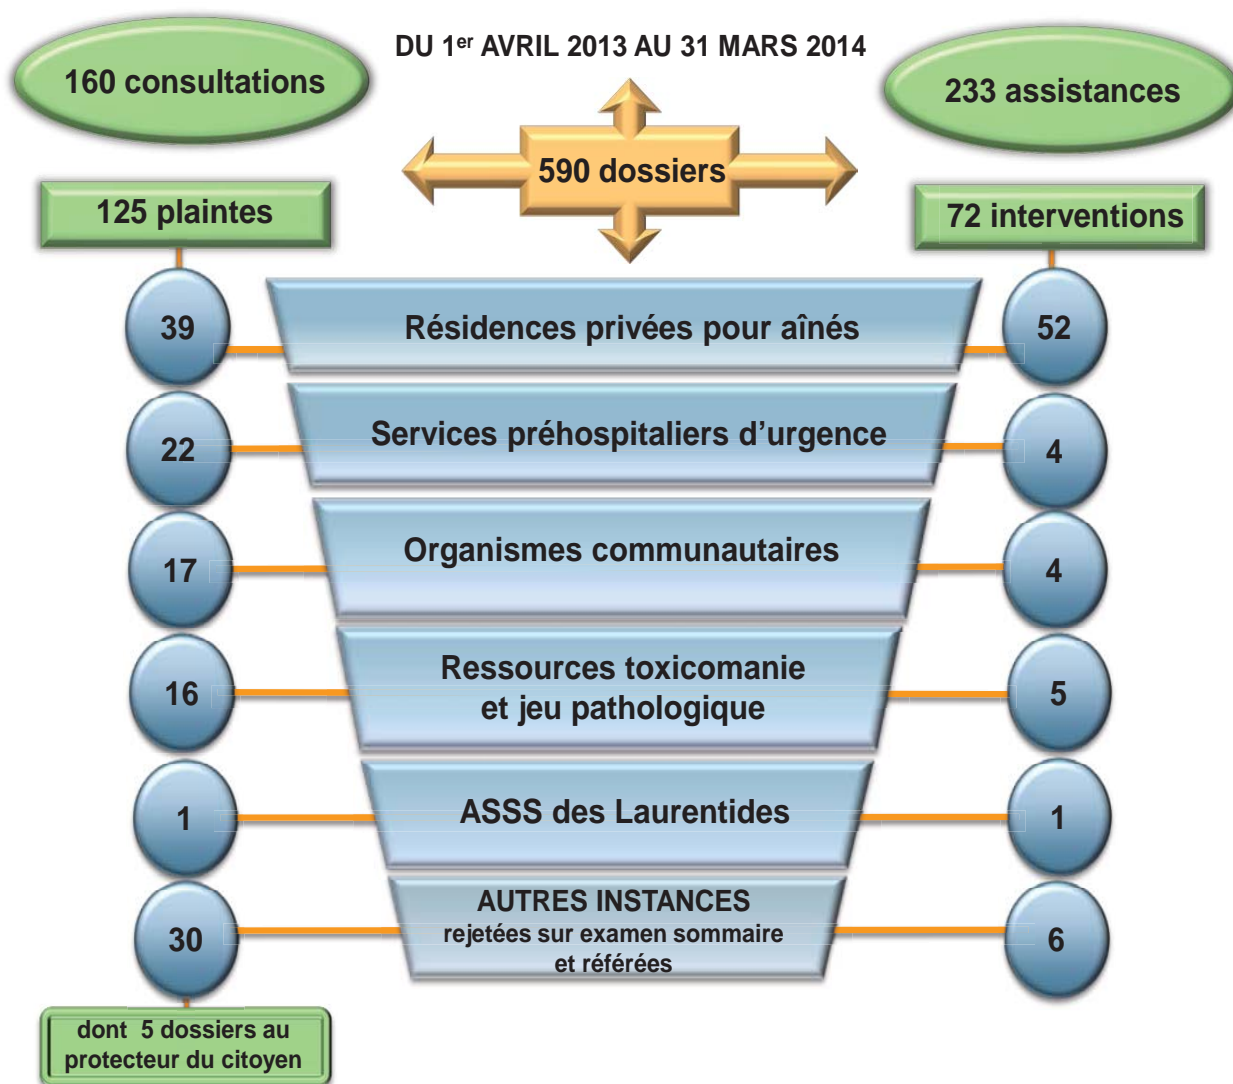 DU 1er AVRIL 2013 AU 31 MARS 2014
160 consultations
233 assistances
590 dossiers
125 plaintes
72 interventions
39
Résidences privées pour aînés
52
22
Services préhospitaliers d’urgence
4
17
Organismes communautaires
4
16
Ressources toxicomanie
et jeu pathologique
5
1
ASSS des Laurentides
1
30
AUTRES INSTANCES
rejetées sur examen sommaire
et référées
6
dont 5 dossiers au
protecteur du citoyen